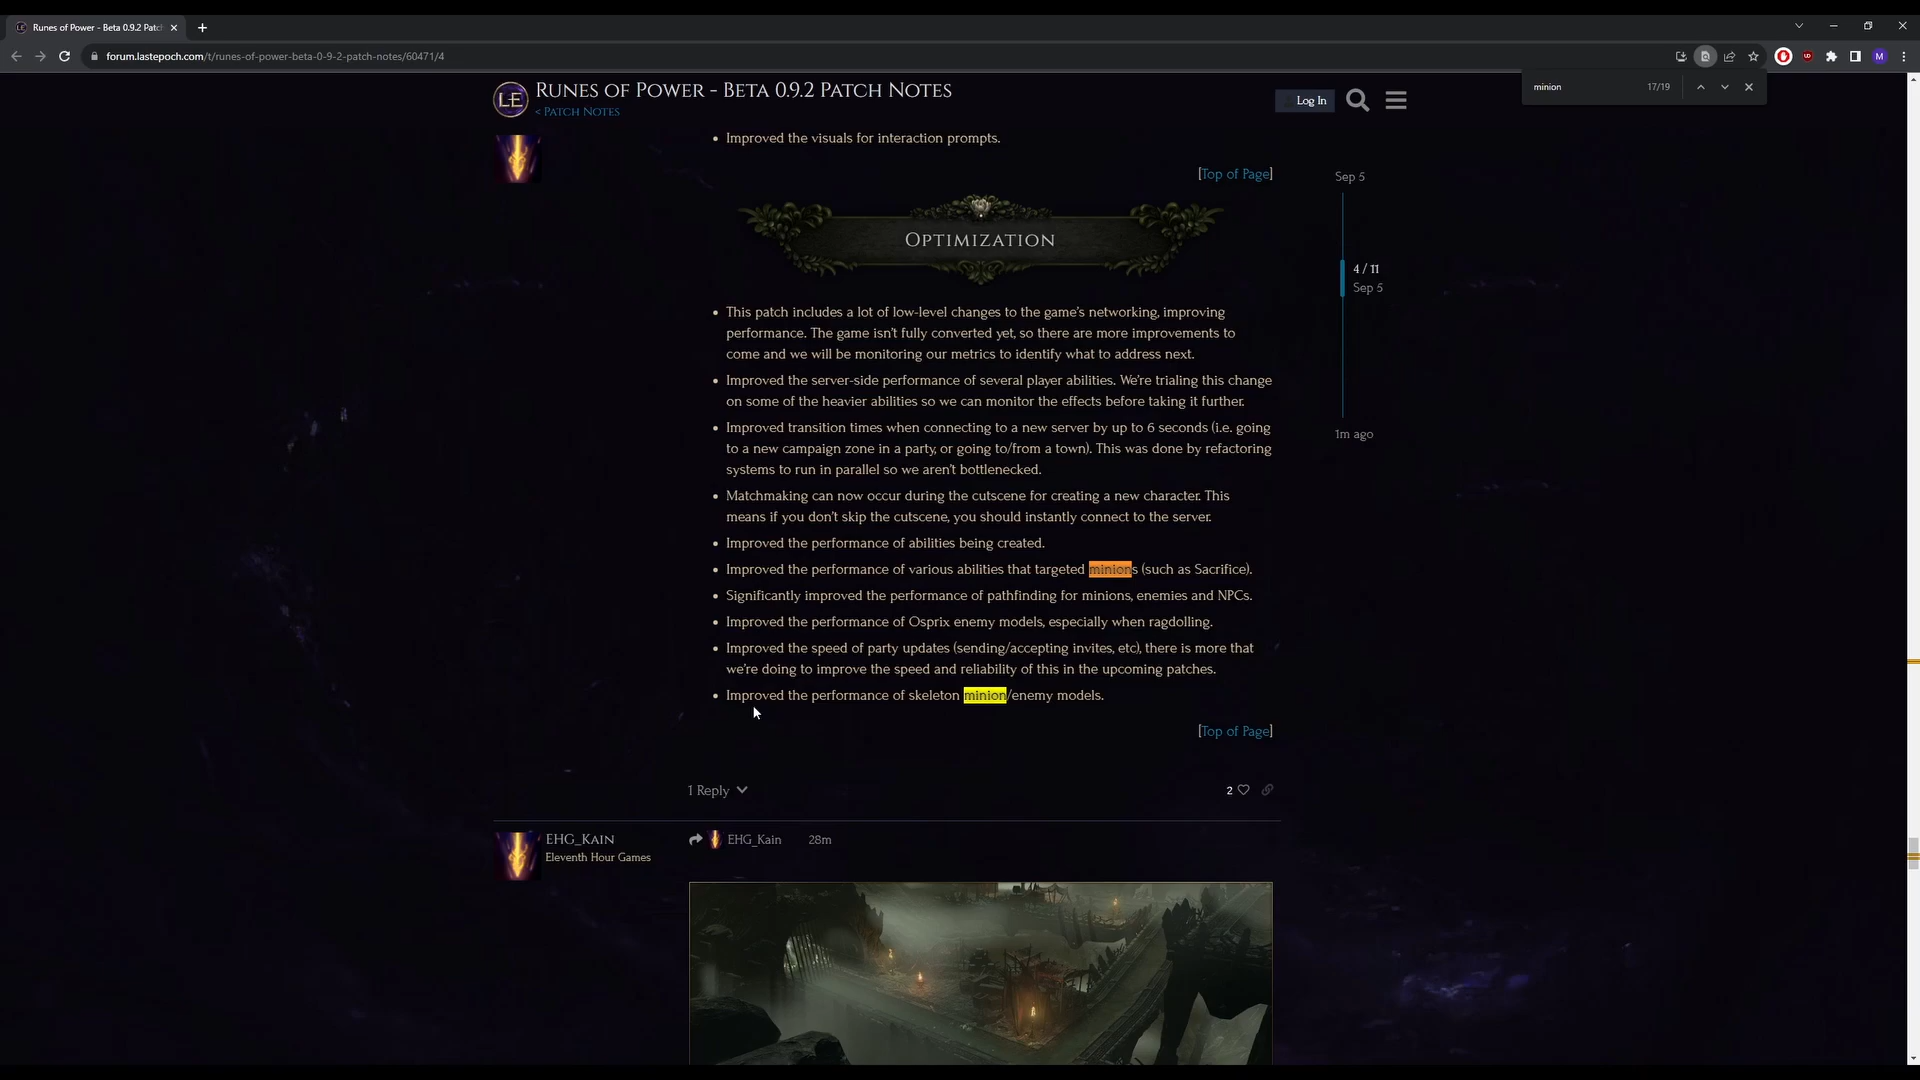 Runes of Power - Beta 0.9.2 Patc
forum.lastepoch.com/t/runes-of-power-beta-0-9-2-patch-notes/60471/4
M
minion 17/19
LE
Runes of Power - Beta 0.9.2 Patch Notes
< Patch Notes
Log In
Improved the visuals for interaction prompts.
[Top of Page]
Sep 5
Optimization
4 / 11
Sep 5
This patch includes a lot of low-level changes to the game's networking, improving
performance. The game isn't fully converted yet, so there are more improvements to
come and we will be monitoring our metrics to identify what to address next.
Improved the server-side performance of several player abilities. We're trialing this change
on some of the heavier abilities so we can monitor the effects before taking it further.
Improved transition times when connecting to a new server by up to 6 seconds (i.e. going
to a new campaign zone in a party, or going to/from a town). This was done by refactoring
systems to run in parallel so we aren't bottlenecked.
1m ago
Matchmaking can now occur during the cutscene for creating a new character. This
means if you don't skip the cutscene, you should instantly connect to the server.
Improved the performance of abilities being created.
Improved the performance of various abilities that targeted minions (such as Sacrifice).
Significantly improved the performance of pathfinding for minions, enemies and NPCs.
Improved the performance of Osprix enemy models, especially when ragdolling.
Improved the speed of party updates (sending/accepting invites, etc), there is more that
we're doing to improve the speed and reliability of this in the upcoming patches.
Improved the performance of skeleton minion/enemy models.
[Top of Page]
1 Reply
2
EHG_Kain
Eleventh Hour Games
EHG_Kain 28m